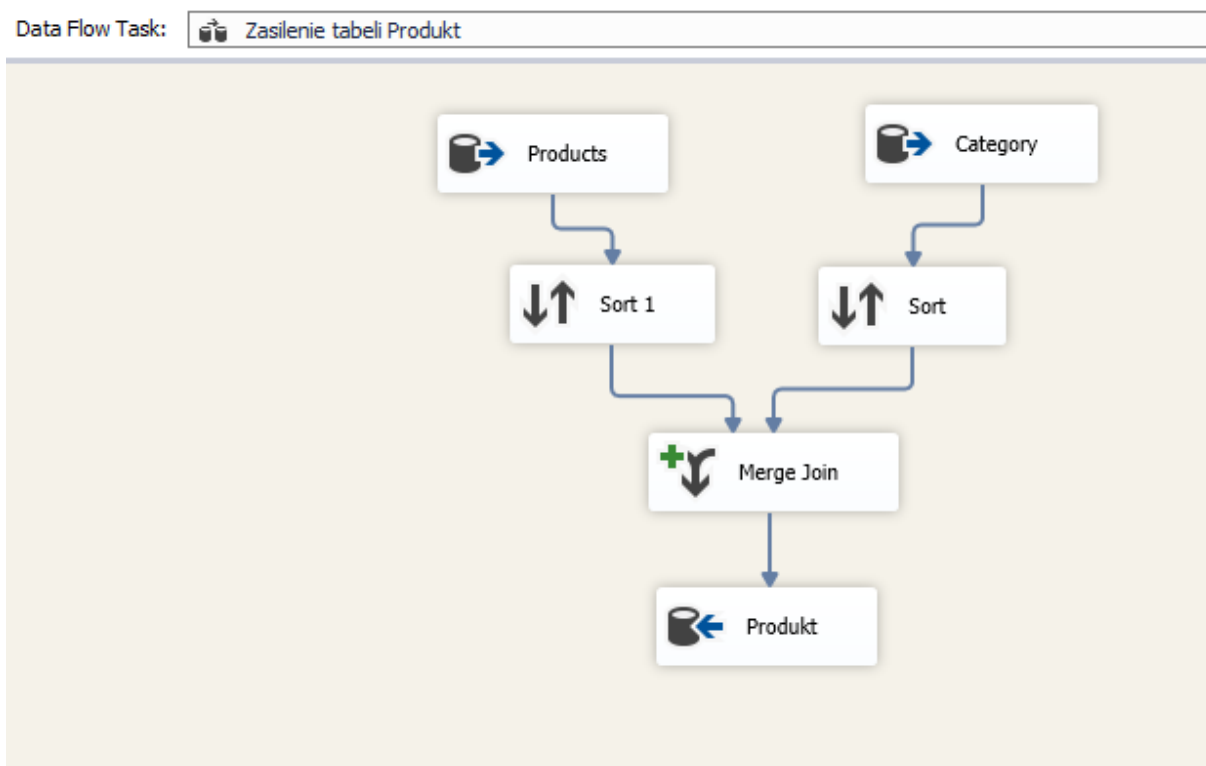 Data Flow Task: Zasilenie tabeli Produkt
Products
Category
Sort 1
Sort
Merge Join
Produkt